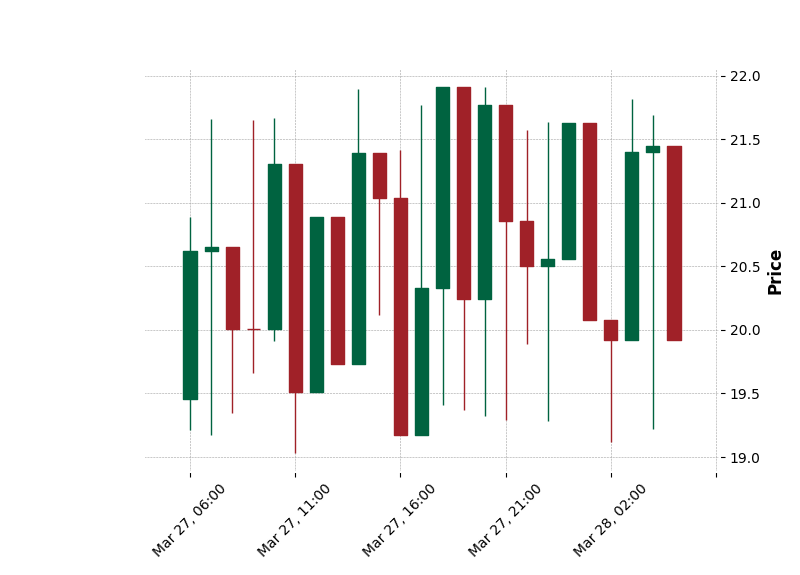 22.0
21.5
21.0
20.5
20.0
19.5
19.0
Price
Mar 27, 06:00
Mar 27, 11:00
Mar 27, 16:00
Mar 27, 21:00
Mar 28, 02:00